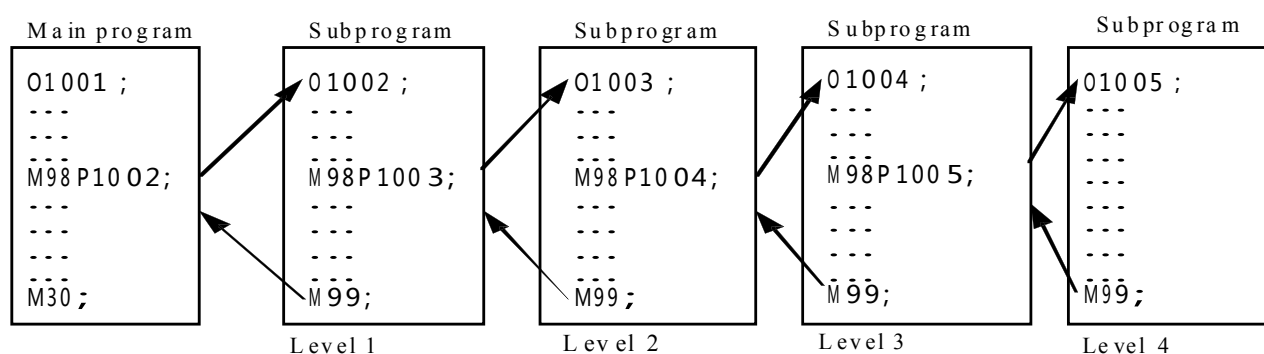 Main program
O1001 ;
---
---
---
M98P1002;
---
---
---
M30;
Subprogram
O1002 ;
---
---
---
M98P1003;
---
---
---
M99;
Level 1
Subprogram
O1003 ;
---
---
---
M98P1004;
---
---
---
M99;
Level 2
Subprogram
O1004 ;
---
---
---
M98P1005;
---
---
---
M99;
Level 3
Subprogram
O1005 ;
---
---
---
---
---
---
---
M99;
Level 4